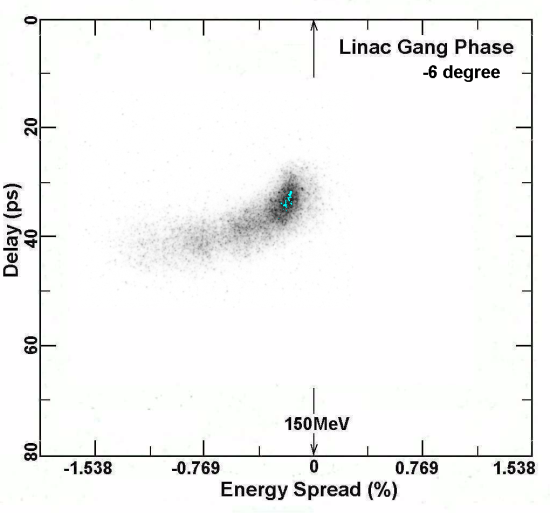 Linac Gang Phase
-6 degree
0
20
40
60
80
Delay (ps)
150MeV
-1.538 -0.769 0 0.769 1.538
Energy Spread (%)